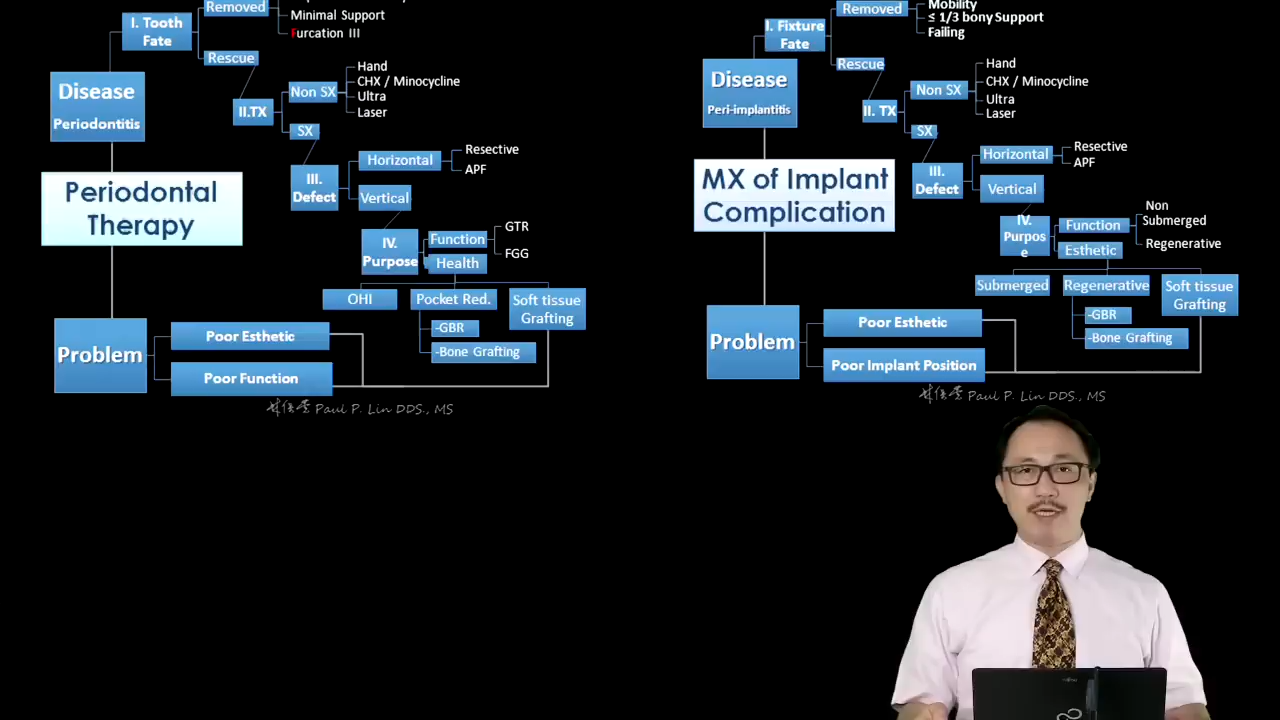 Removed
Minimal Support
Furcation III
I. Tooth
Fate
Rescue
Disease
Periodontitis
II.TX
Non SX
Hand
CHX / Minocycline
Ultra
Laser
SX
III.
Defect
Horizontal
Resective
APF
Vertical
Periodontal
Therapy
IV.
Purpose
Function
GTR
FGG
Health
OHI
Pocket Red.
-GBR
-Bone Grafting
Soft tissue
Grafting
Problem
Poor Esthetic
Poor Function
Paul P. Lin DDS., MS
Removed
Mobility
≤ 1/3 bony Support
Failing
I. Fixture
Fate
Rescue
Disease
Peri-implantitis
II. TX
Non SX
Hand
CHX / Minocycline
Ultra
Laser
SX
III.
Defect
Horizontal
Resective
APF
Vertical
MX of Implant
Complication
IV.
Purpos
e
Function
Non
Submerged
Regenerative
Esthetic
Submerged
Regenerative
-GBR
-Bone Grafting
Soft tissue
Grafting
Problem
Poor Esthetic
Poor Implant Position
Paul P. Lin DDS., MS